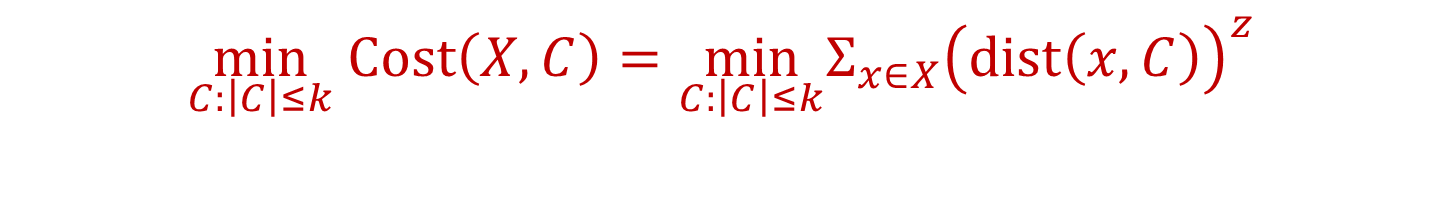 min Cost(X, C) = min Σ_{x∈X}(dist(x, C))^z
C:|C|≤k C:|C|≤k